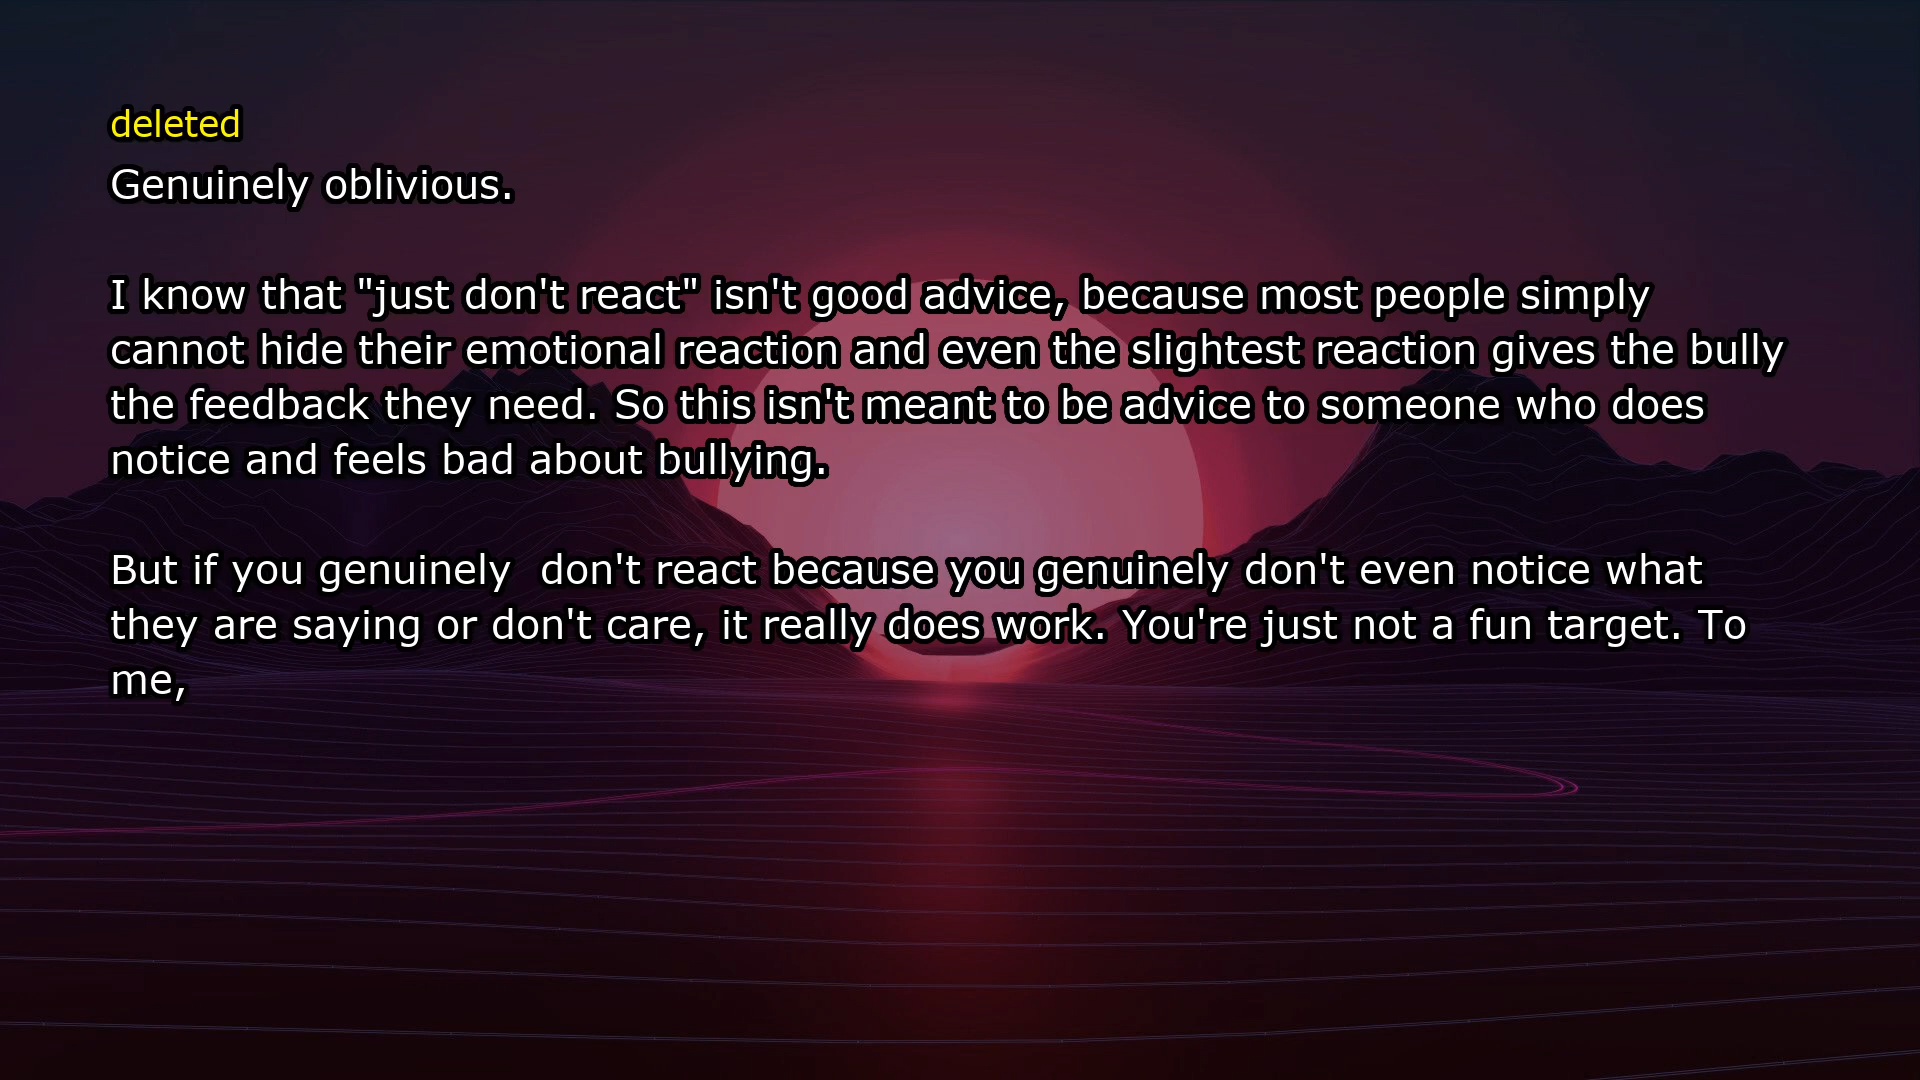 deleted
Genuinely oblivious.
I know that "just don't react" isn't good advice, because most people simply
cannot hide their emotional reaction and even the slightest reaction gives the bully
the feedback they need. So this isn't meant to be advice to someone who does
notice and feels bad about bullying.
But if you genuinely  don't react because you genuinely don't even notice what
they are saying or don't care, it really does work. You're just not a fun target. To
me,